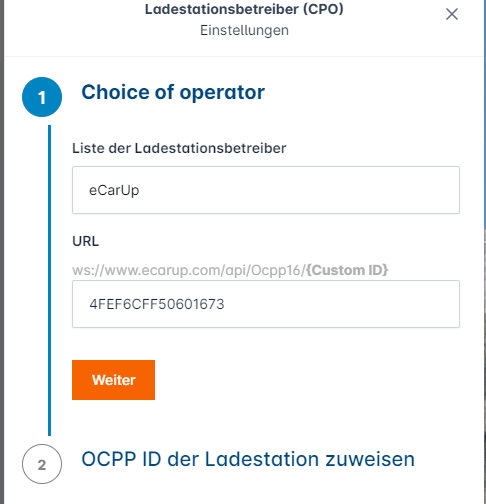 Ladestationsbetreiber (CPO)
Einstellungen
1 Choice of operator
Liste der Ladestationsbetreiber
eCarUp
URL
ws://www.ecarup.com/api/Ocpp16/{Custom ID}
4FEF6CFF50601673
Weiter
2 OCPP ID der Ladestation zuweisen